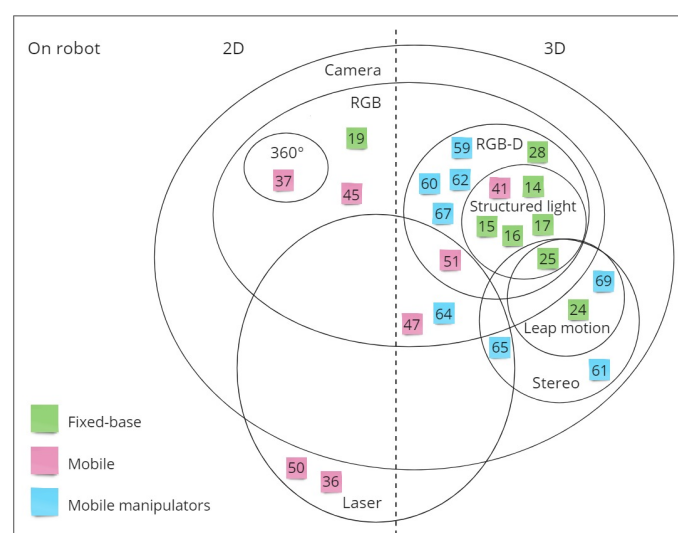 On robot
2D
3D
Camera
RGB
19
360°
37
45
59
RGB-D
28
60
62
41
14
Structured light
67
15
16
17
51
25
69
24
47
64
Leap motion
65
61
Stereo
Fixed-base
Mobile
50
36
Laser
Mobile manipulators